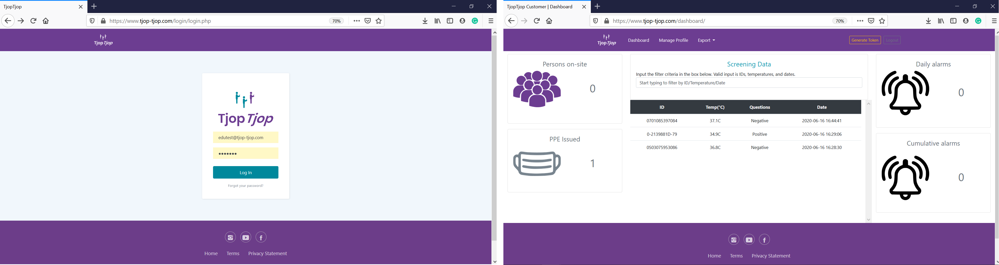 TjopTjop
https://www.tjop-tjop.com/login/login.php
70%
TjopTjop
TjopTjop
edutest@tjop-tjop.com
•••••••
Log In
Forgot your password?
Home Terms Privacy Statement
TjopTjop Customer | Dashboard
https://www.tjop-tjop.com/dashboard/
70%
TjopTjop
Dashboard Manage Profile Export
Generate Token Logout
Persons on-site
0
PPE Issued
1
Screening Data
Input the filter criteria in the box below. Valid input is IDs, temperatures, and dates.
Start typing to filter by ID/Temperature/Date
ID Temp(°C) Questions Date
0701085397084 37.1C Negative 2020-06-16 16:44:41
0-2139881D-79 34.9C Positive 2020-06-16 16:29:06
0503075953086 36.8C Negative 2020-06-16 16:28:30
Daily alarms
0
Cumulative alarms
0
Home Terms Privacy Statement